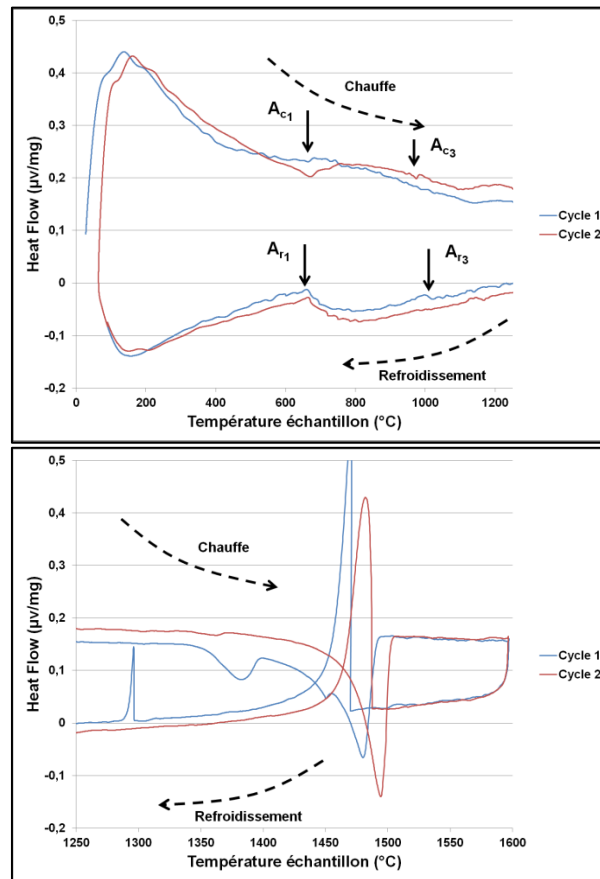 0,5
0,4
0,3
0,2
0,1
0
-0,1
-0,2
Heat Flow (µv/mg)
Chauffe
Ac1
Ac3
Ar1
Ar3
Refroidissement
0 200 400 600 800 1000 1200
Température échantillon (°C)
Cycle 1
Cycle 2
0,5
0,4
0,3
0,2
0,1
0
-0,1
-0,2
Heat Flow (µv/mg)
Chauffe
Refroidissement
1250 1300 1350 1400 1450 1500 1550 1600
Température échantillon (°C)
Cycle 1
Cycle 2